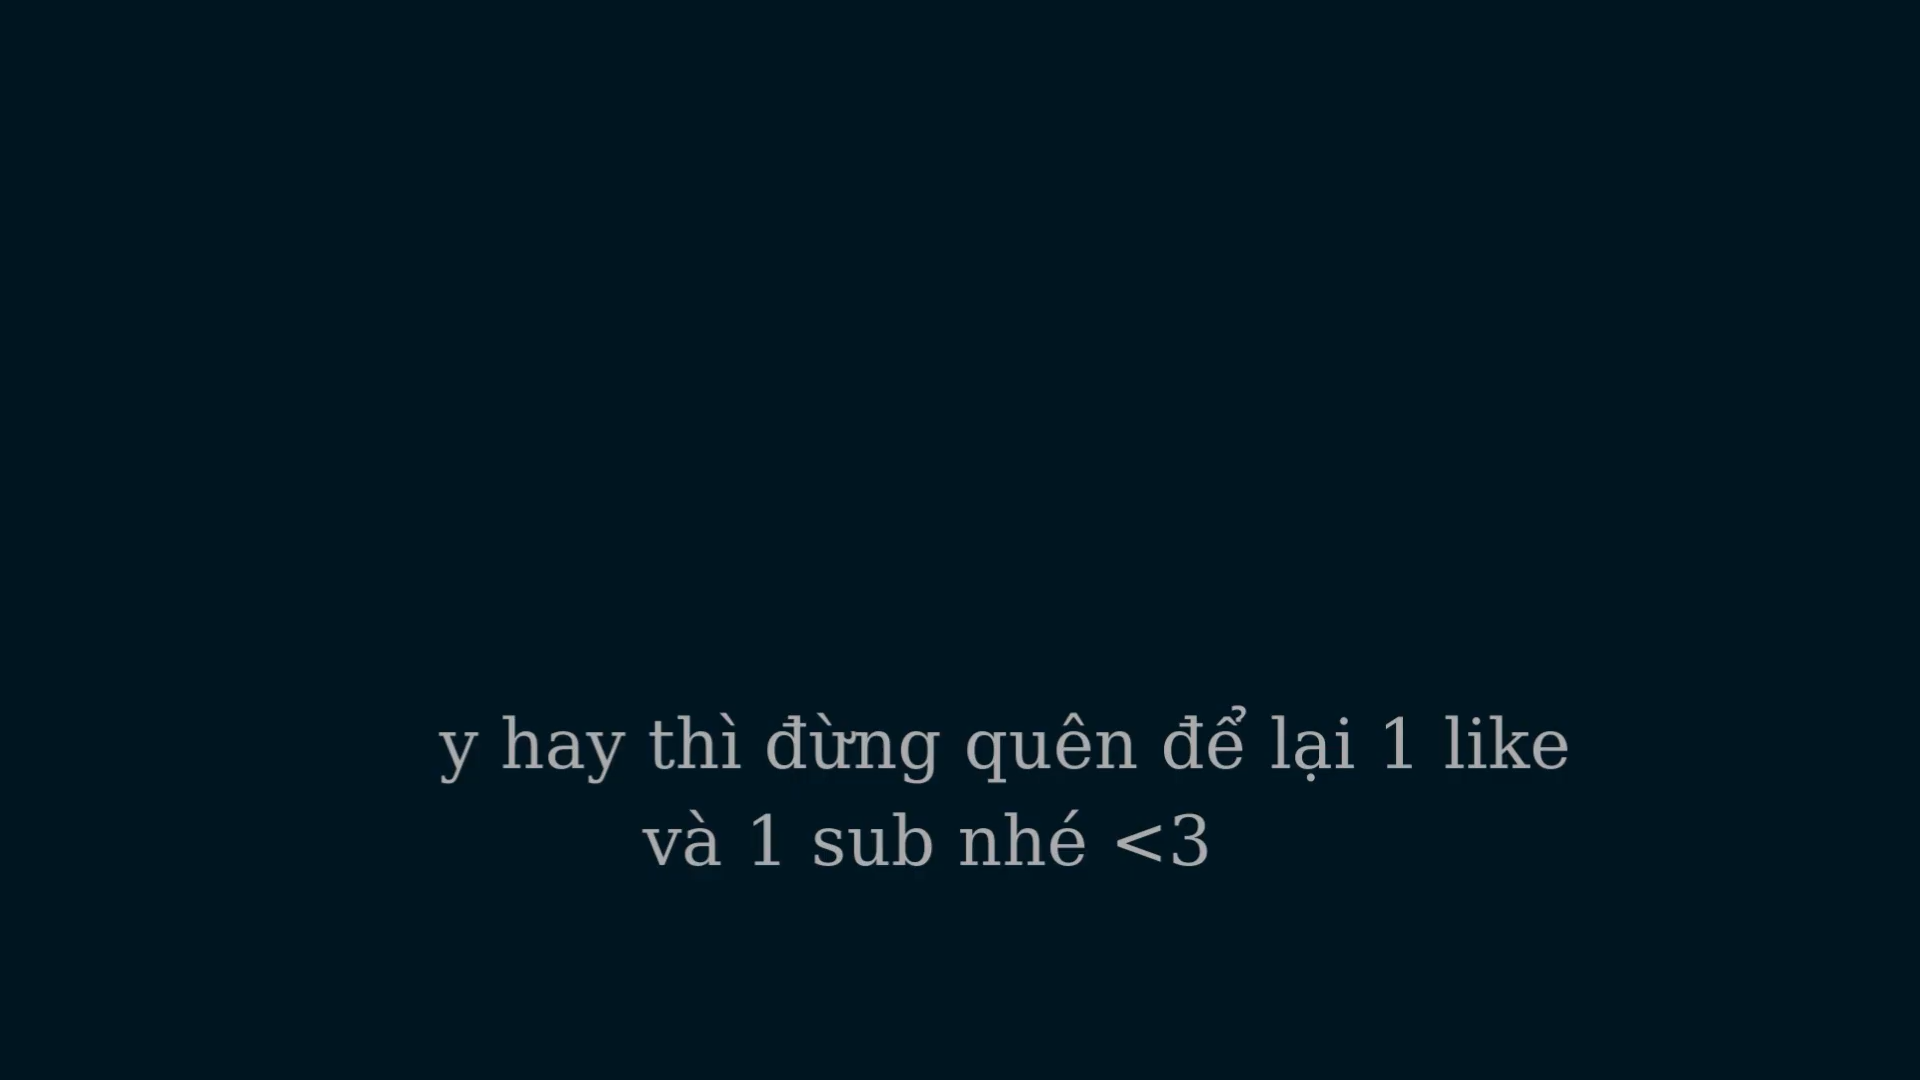 y hay thì đừng quên để lại 1 like
và 1 sub nhé <3